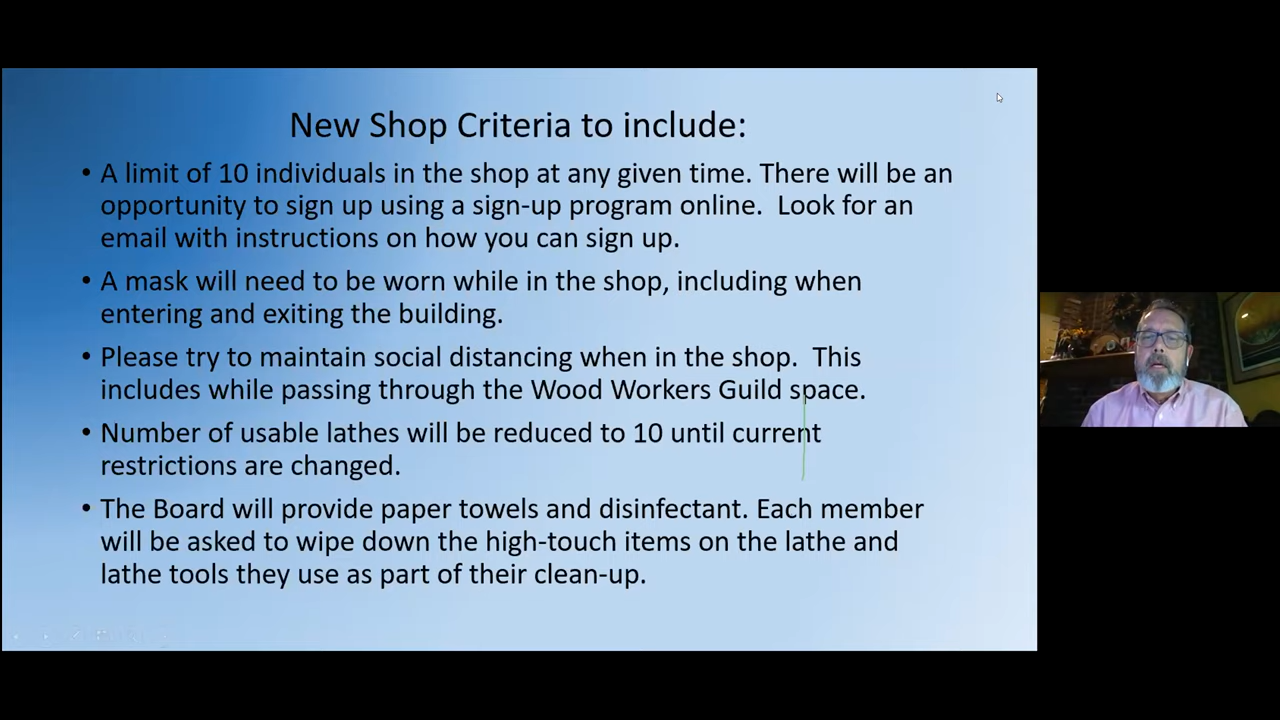 New Shop Criteria to include:
• A limit of 10 individuals in the shop at any given time. There will be an
opportunity to sign up using a sign-up program online.  Look for an
email with instructions on how you can sign up.
• A mask will need to be worn while in the shop, including when
entering and exiting the building.
• Please try to maintain social distancing when in the shop.  This
includes while passing through the Wood Workers Guild space.
• Number of usable lathes will be reduced to 10 until current
restrictions are changed.
• The Board will provide paper towels and disinfectant. Each member
will be asked to wipe down the high-touch items on the lathe and
lathe tools they use as part of their clean-up.